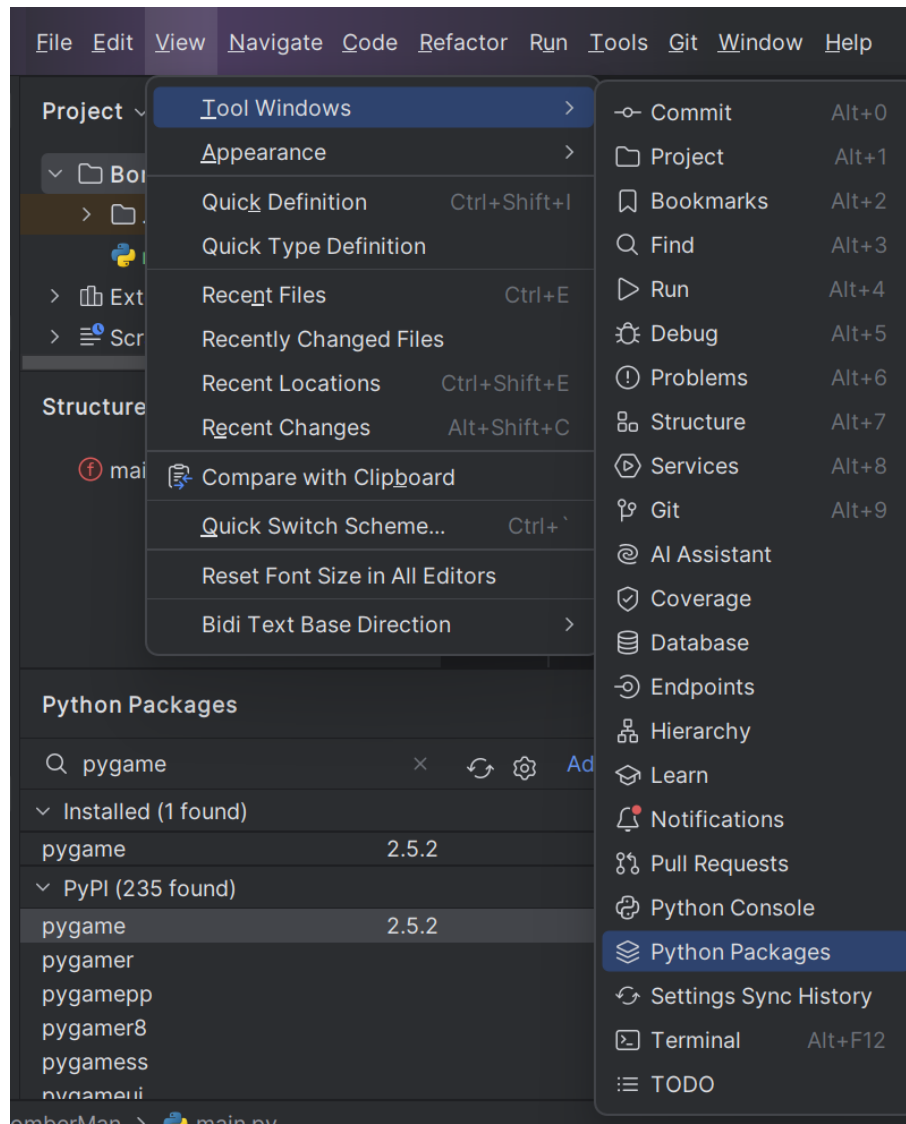 File Edit View Navigate Code Refactor Run Tools Git Window Help
Project
Tool Windows
Appearance
Quick Definition Ctrl+Shift+I
Quick Type Definition
Recent Files Ctrl+E
Recently Changed Files
Recent Locations Ctrl+Shift+E
Recent Changes Alt+Shift+C
Compare with Clipboard
Quick Switch Scheme... Ctrl+`
Reset Font Size in All Editors
Bidi Text Base Direction
Commit Alt+0
Project Alt+1
Bookmarks Alt+2
Find Alt+3
Run Alt+4
Debug Alt+5
Problems Alt+6
Structure Alt+7
Services Alt+8
Git Alt+9
AI Assistant
Coverage
Database
Endpoints
Hierarchy
Learn
Notifications
Pull Requests
Python Console
Python Packages
Settings Sync History
Terminal Alt+F12
TODO
Ext
Scr
Structure
mai
Python Packages
pygame
Ad
Installed (1 found)
pygame 2.5.2
PyPI (235 found)
pygame 2.5.2
pygamer
pygamepp
pygamer8
pygamess
pygameui
omberMan > main.py